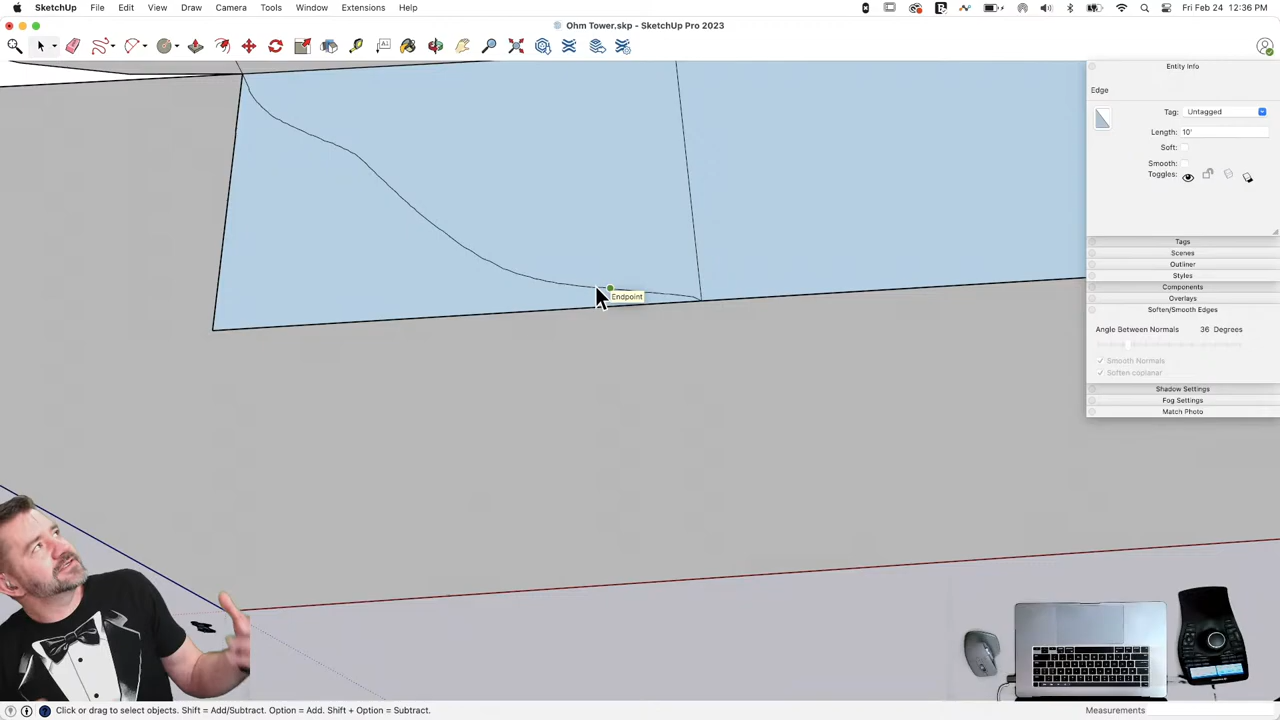 SketchUp File Edit View Draw Camera Tools Window Extensions Help
Fri Feb 24 12:36 PM
Ohm Tower.skp - SketchUp Pro 2023
Entity Info
Edge
Tag: Untagged
Length: 10'
Soft:
Smooth:
Toggles:
Tags
Scenes
Outliner
Styles
Components
Overlays
Soften/Smooth Edges
Angle Between Normals 36 Degrees
Smooth Normals
Soften coplanar
Shadow Settings
Fog Settings
Match Photo
Endpoint
Click or drag to select objects. Shift = Add/Subtract. Option = Add. Shift + Option = Subtract.
Measurements